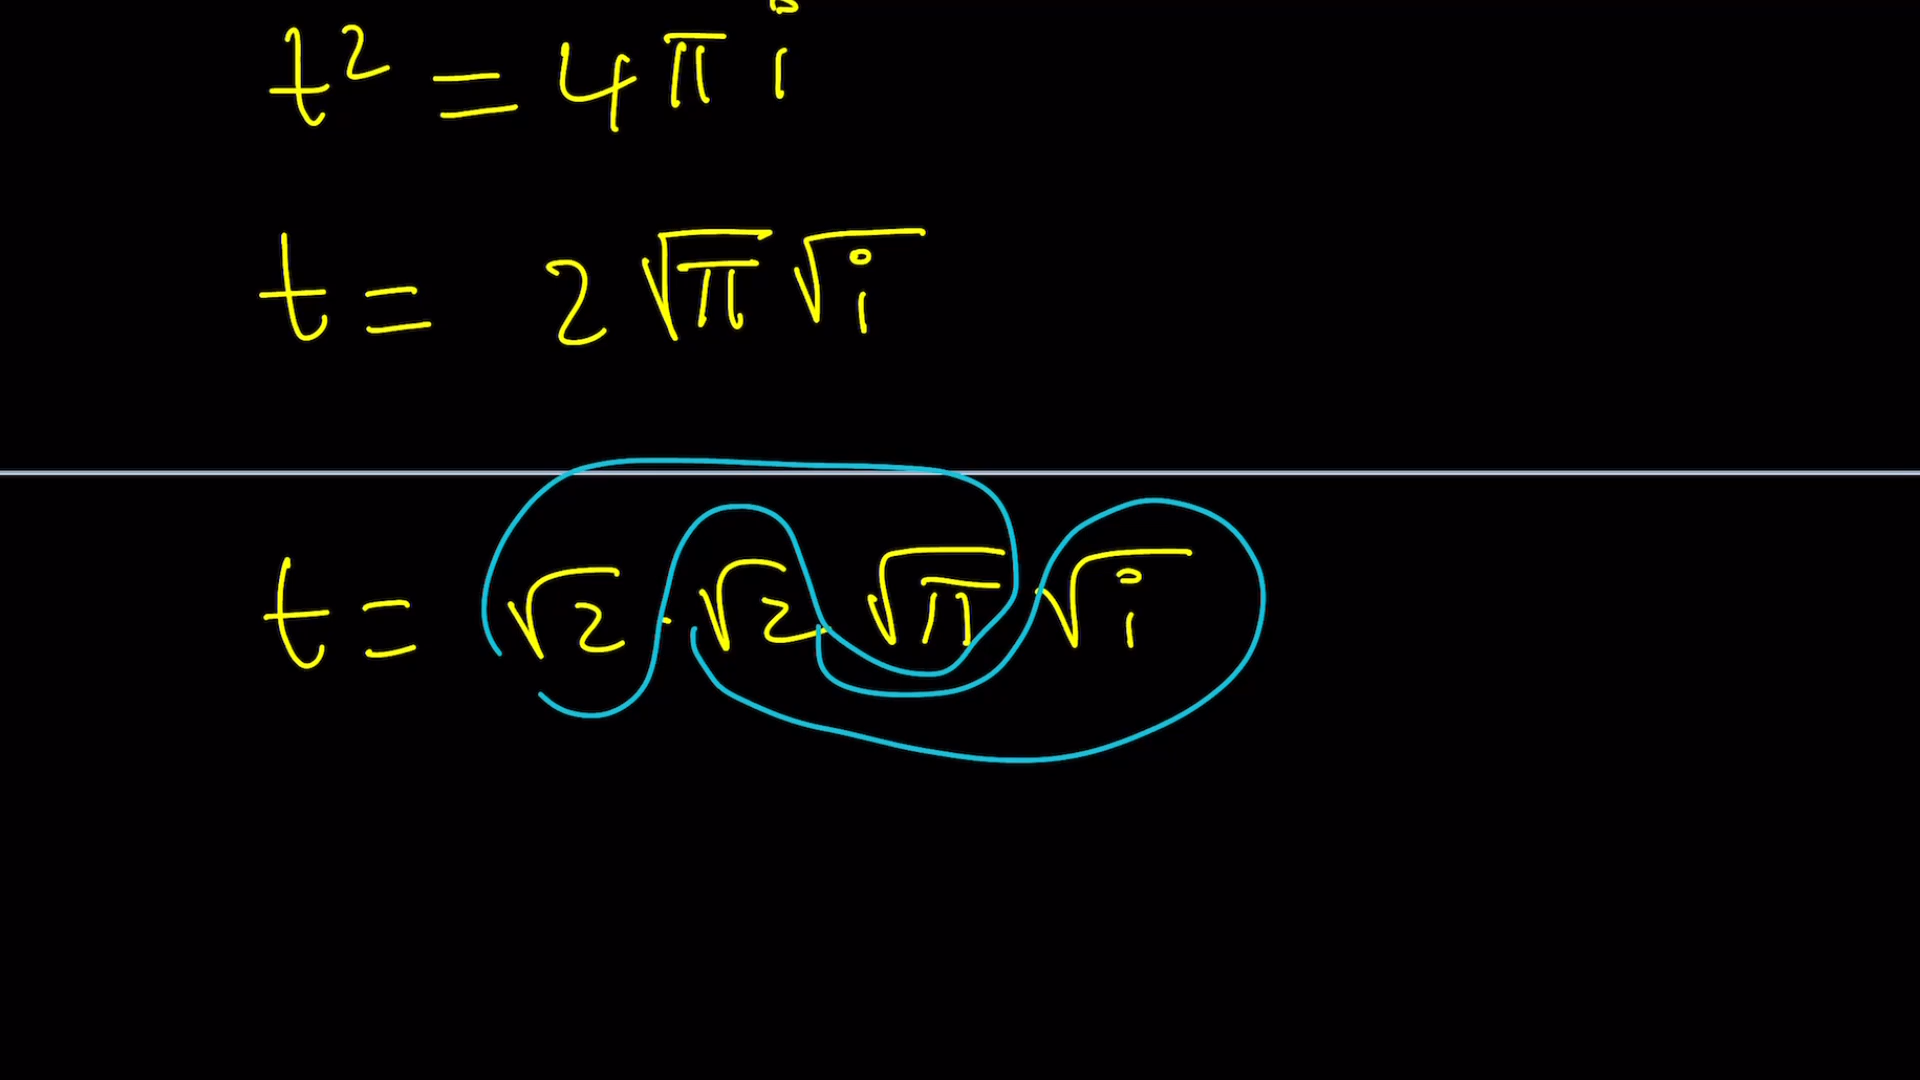 t² = 4πi
t = 2√π √i
t = √2 · √2 · √π · √i